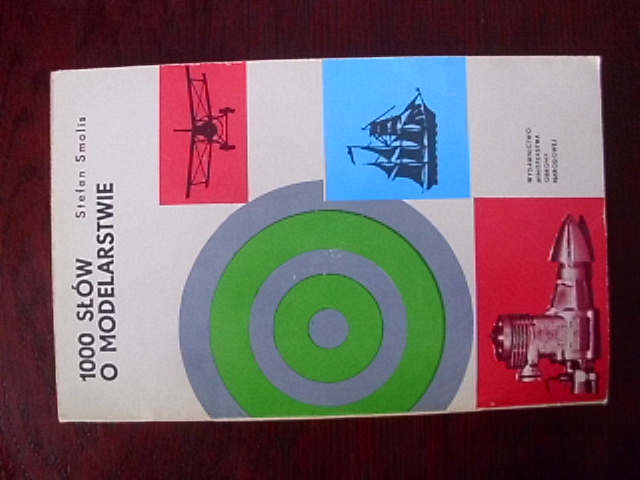 Stefan Smolis
1000 SŁÓW
O MODELARSTWIE
WYDAWNICTWO
MINISTERSTWA
OBRONY
NARODOWEJ